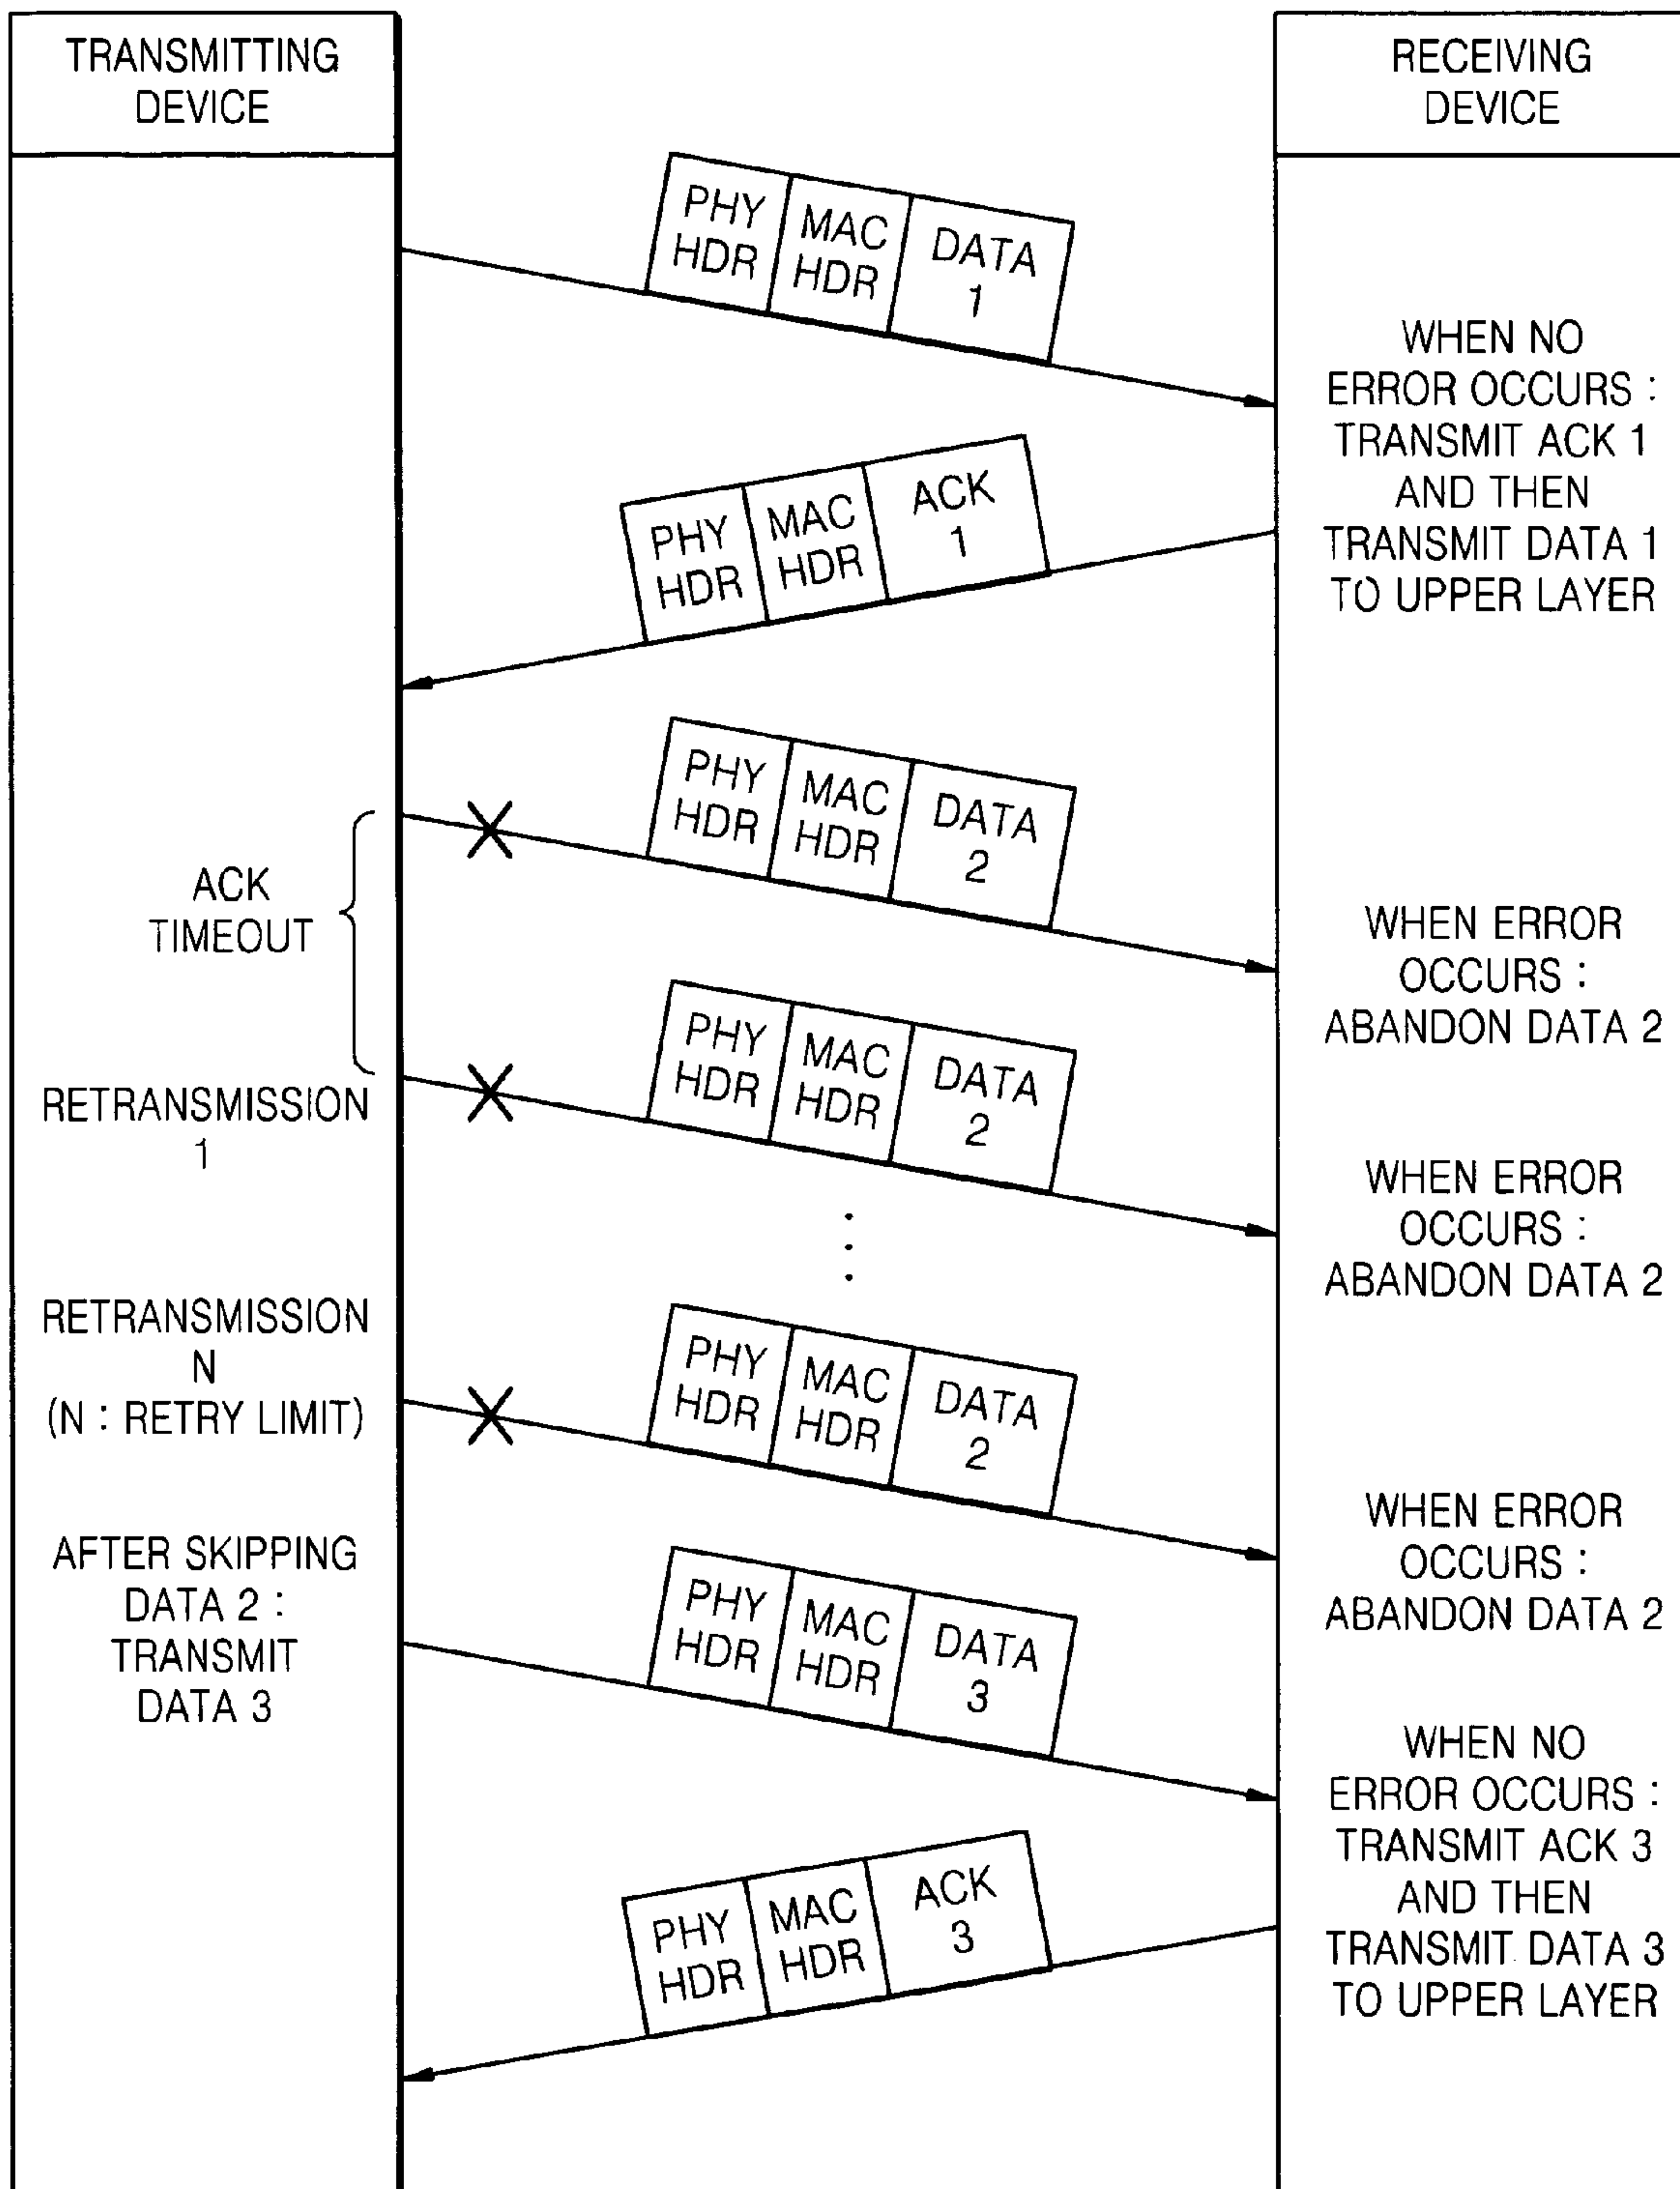 TRANSMITTING
DEVICE
RECEIVING
DEVICE
PHY
HDR
MAC
HDR
DATA
1
WHEN NO
ERROR OCCURS :
TRANSMIT ACK 1
AND THEN
TRANSMIT DATA 1
TO UPPER LAYER
PHY
HDR
MAC
HDR
ACK
1
PHY
HDR
MAC
HDR
DATA
2
ACK
TIMEOUT
WHEN ERROR
OCCURS :
ABANDON DATA 2
PHY
HDR
MAC
HDR
DATA
2
RETRANSMISSION
1
WHEN ERROR
OCCURS :
ABANDON DATA 2
RETRANSMISSION
N
(N : RETRY LIMIT)
PHY
HDR
MAC
HDR
DATA
2
WHEN ERROR
OCCURS :
ABANDON DATA 2
AFTER SKIPPING
DATA 2 :
TRANSMIT
DATA 3
PHY
HDR
MAC
HDR
DATA
3
WHEN NO
ERROR OCCURS :
TRANSMIT ACK 3
AND THEN
TRANSMIT DATA 3
TO UPPER LAYER
PHY
HDR
MAC
HDR
ACK
3